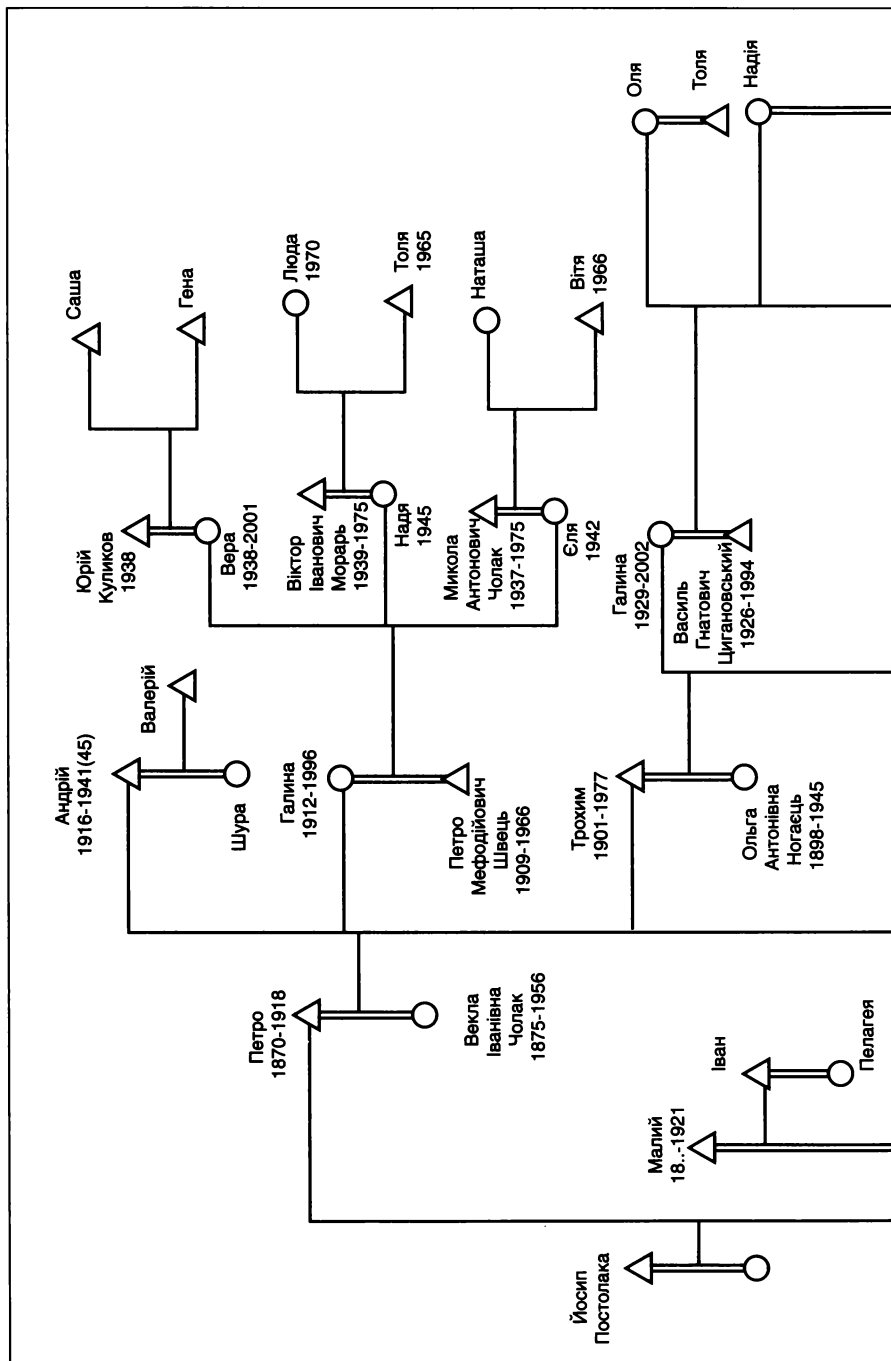 Саша
Гена
Юрій
Куликов
1938
Вера
1938-2001
Люда
1970
Толя
1965
Віктор
Іванович
Морарь
1939-1975
Надя
1945
Наташа
Вітя
1966
Микола
Антонович
Чолак
1937-1975
Єля
1942
Оля
Толя
Надія
Галина
1929-2002
Василь
Гнатович
Цигановський
1926-1994
Андрій
1916-1941(45)
Валерій
Шура
Галина
1912-1996
Петро
Мефодійович
Швець
1909-1966
Трохим
1901-1977
Ольга
Антонівна
Ногаєць
1898-1945
Петро
1870-1918
Векла
Іванівна
Чолак
1875-1956
Іван
Пелагея
Малий
18..-1921
Йосип
Постолака